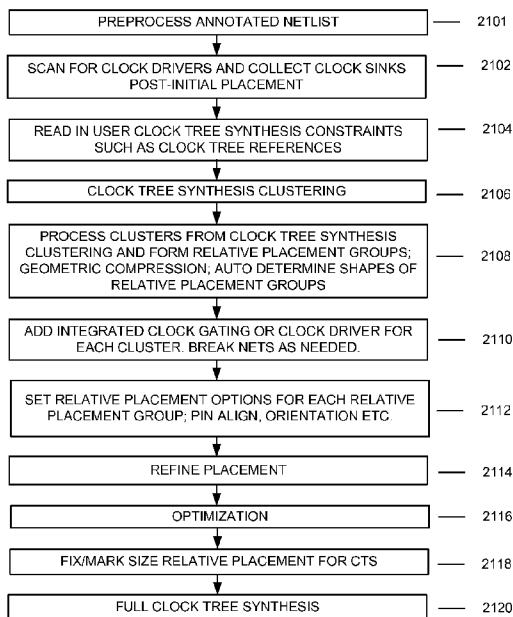 PREPROCESS ANNOTATED NETLIST
2101
SCAN FOR CLOCK DRIVERS AND COLLECT CLOCK SINKS
POST-INITIAL PLACEMENT
2102
READ IN USER CLOCK TREE SYNTHESIS CONSTRAINTS
SUCH AS CLOCK TREE REFERENCES
2104
CLOCK TREE SYNTHESIS CLUSTERING
2106
PROCESS CLUSTERS FROM CLOCK TREE SYNTHESIS
CLUSTERING AND FORM RELATIVE PLACEMENT GROUPS;
GEOMETRIC COMPRESSION; AUTO DETERMINE SHAPES OF
RELATIVE PLACEMENT GROUPS
2108
ADD INTEGRATED CLOCK GATING OR CLOCK DRIVER FOR
EACH CLUSTER. BREAK NETS AS NEEDED.
2110
SET RELATIVE PLACEMENT OPTIONS FOR EACH RELATIVE
PLACEMENT GROUP; PIN ALIGN, ORIENTATION ETC.
2112
REFINE PLACEMENT
2114
OPTIMIZATION
2116
FIX/MARK SIZE RELATIVE PLACEMENT FOR CTS
2118
FULL CLOCK TREE SYNTHESIS
2120